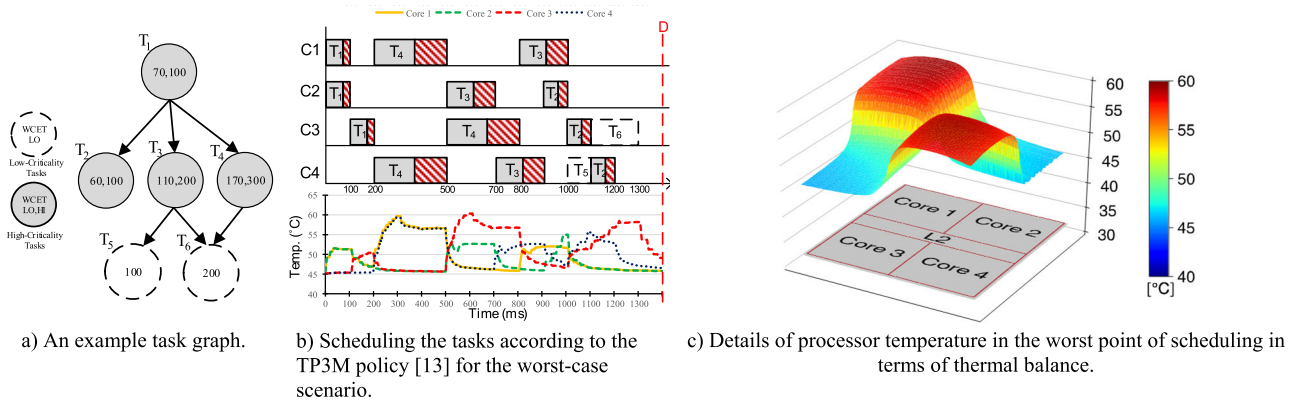 T1
70,100
WCET
LO
Low-Criticality
Tasks
T2
T3
T4
60,100
110,200
170,300
WCET
LO,HI
High-Criticality
Tasks
T5
T6
100
200
a) An example task graph.
Core 1 Core 2 Core 3 Core 4
D
C1 T1 T4 T3
C2 T1 T3 T2
C3 T1 T4 T2 T6
C4 T4 T3 T5 T2
100 200 500 700 800 1000 1200 1300
Temp. (°C)
65
60
55
50
45
40
0 100 200 300 400 500 600 700 800 900 1000 1100 1200 1300
Time (ms)
b) Scheduling the tasks according to the
TP3M policy [13] for the worst-case
scenario.
60
55
50
45
40
35
30
Core 1
Core 2
L2
Core 3
Core 4
60
55
50
45
40
[°C]
c) Details of processor temperature in the worst point of scheduling in
terms of thermal balance.